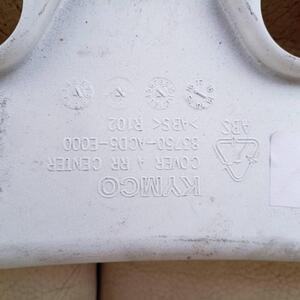 KYMCO
COVER A RR CENTER
83750-ACD5-E000
>ABS< R102
ABS